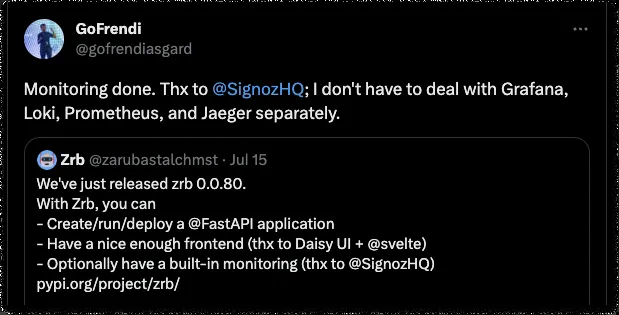 GoFrendi
@gofrendiasgard
Monitoring done. Thx to @SignozHQ; I don't have to deal with Grafana,
Loki, Prometheus, and Jaeger separately.
Zrb @zarubastalchmst · Jul 15
We've just released zrb 0.0.80.
With Zrb, you can
- Create/run/deploy a @FastAPI application
- Have a nice enough frontend (thx to Daisy UI + @svelte)
- Optionally have a built-in monitoring (thx to @SignozHQ)
pypi.org/project/zrb/